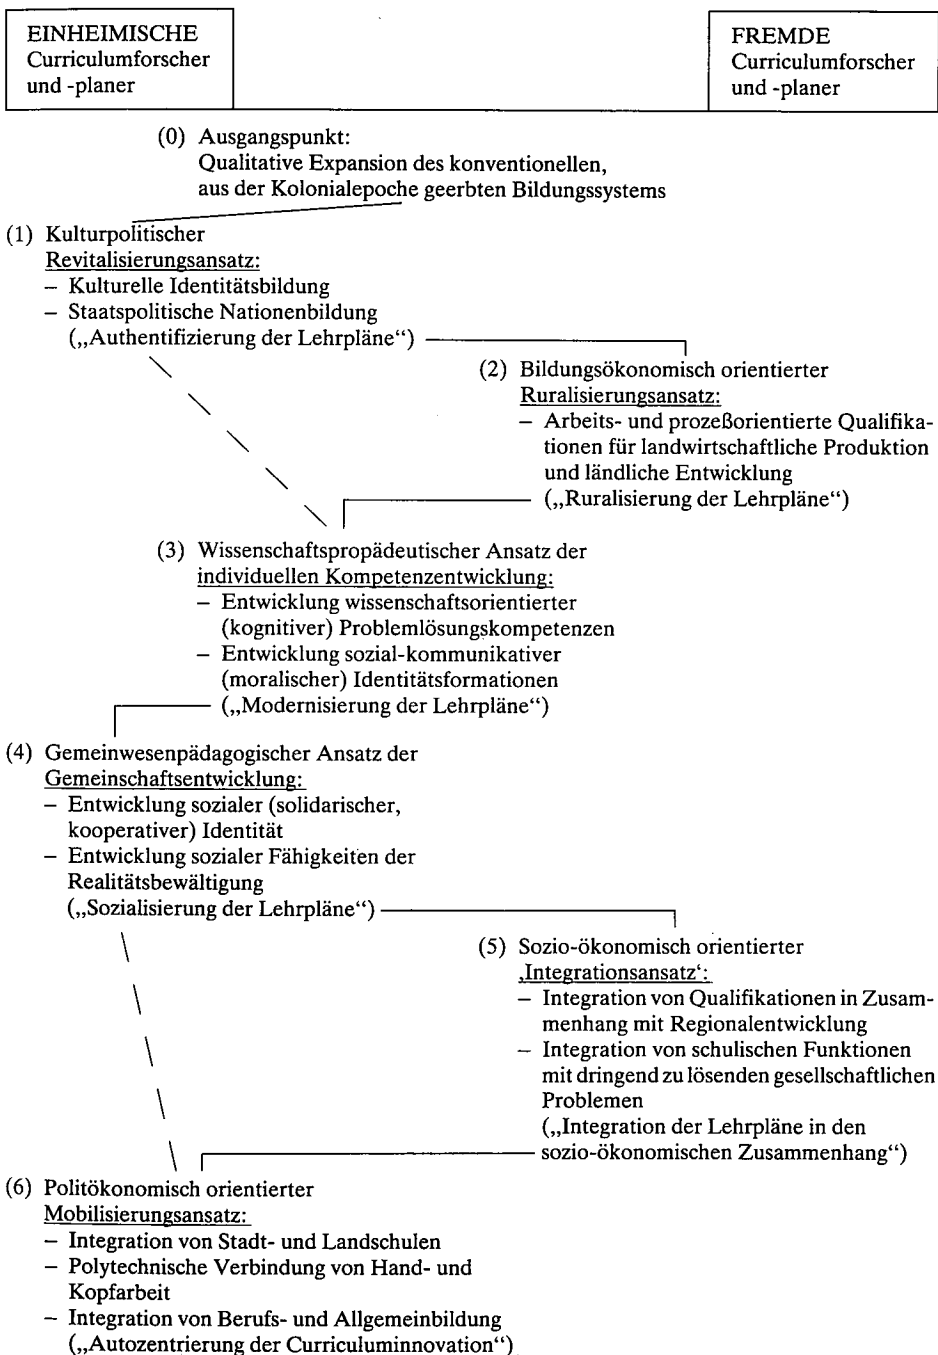 EINHEIMISCHE
Curriculumforscher
und -planer
FREMDE
Curriculumforscher
und -planer
(0) Ausgangspunkt:
Qualitative Expansion des konventionellen,
aus der Kolonialepoche geerbten Bildungssystems
(1) Kulturpolitischer
Revitalisierungsansatz:
– Kulturelle Identitätsbildung
– Staatspolitische Nationenbildung
(„Authentifizierung der Lehrpläne“)
(2) Bildungsökonomisch orientierter
Ruralisierungsansatz:
– Arbeits- und prozeßorientierte Qualifika-
tionen für landwirtschaftliche Produktion
und ländliche Entwicklung
(„Ruralisierung der Lehrpläne“)
(3) Wissenschaftspropädeutischer Ansatz der
individuellen Kompetenzentwicklung:
– Entwicklung wissenschaftsorientierter
(kognitiver) Problemlösungskompetenzen
– Entwicklung sozial-kommunikativer
(moralischer) Identitätsformationen
(„Modernisierung der Lehrpläne“)
(4) Gemeinwesenpädagogischer Ansatz der
Gemeinschaftsentwicklung:
– Entwicklung sozialer (solidarischer,
kooperativer) Identität
– Entwicklung sozialer Fähigkeiten der
Realitätsbewältigung
(„Sozialisierung der Lehrpläne“)
(5) Sozio-ökonomisch orientierter
‚Integrationsansatz‘:
– Integration von Qualifikationen in Zusam-
menhang mit Regionalentwicklung
– Integration von schulischen Funktionen
mit dringend zu lösenden gesellschaftlichen
Problemen
(„Integration der Lehrpläne in den
sozio-ökonomischen Zusammenhang“)
(6) Politökonomisch orientierter
Mobilisierungsansatz:
– Integration von Stadt- und Landschulen
– Polytechnische Verbindung von Hand- und
Kopfarbeit
– Integration von Berufs- und Allgemeinbildung
(„Autozentrierung der Curriculuminnovation“)